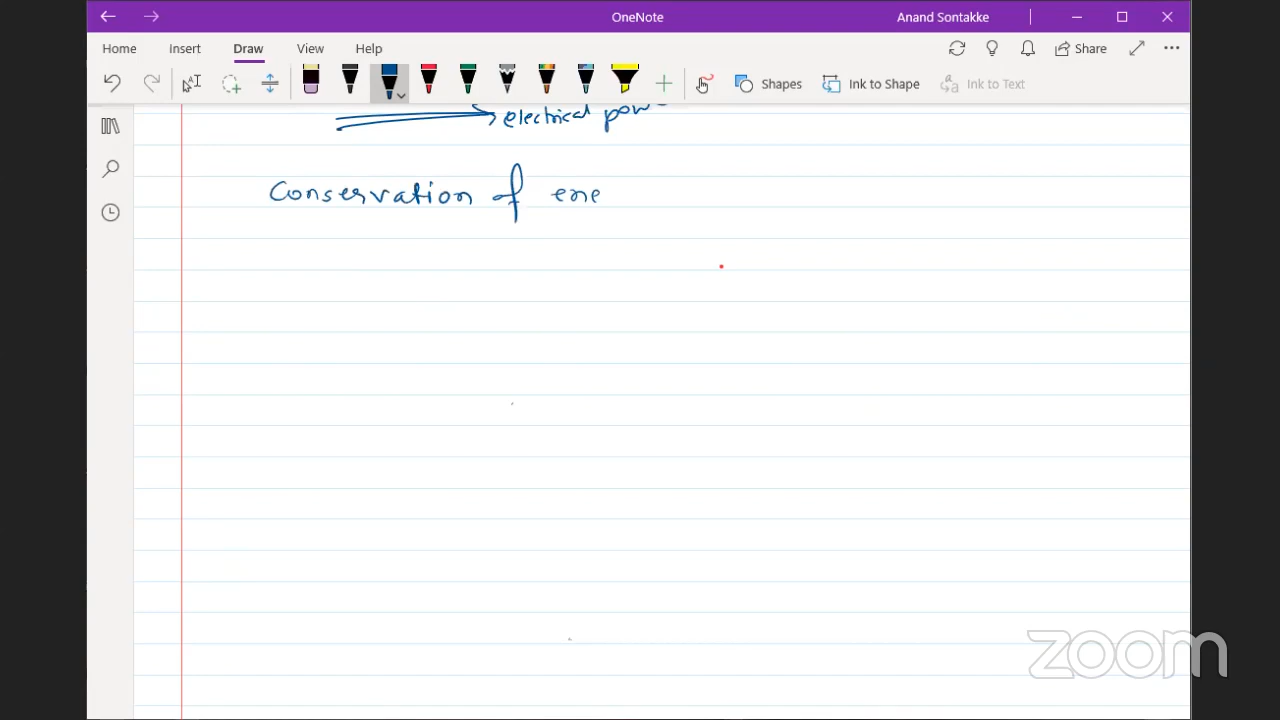 OneNote
Anand Sontakke
Home Insert Draw View Help
Share
Shapes Ink to Shape Ink to Text
electrical pow
Conservation of ene
zoom